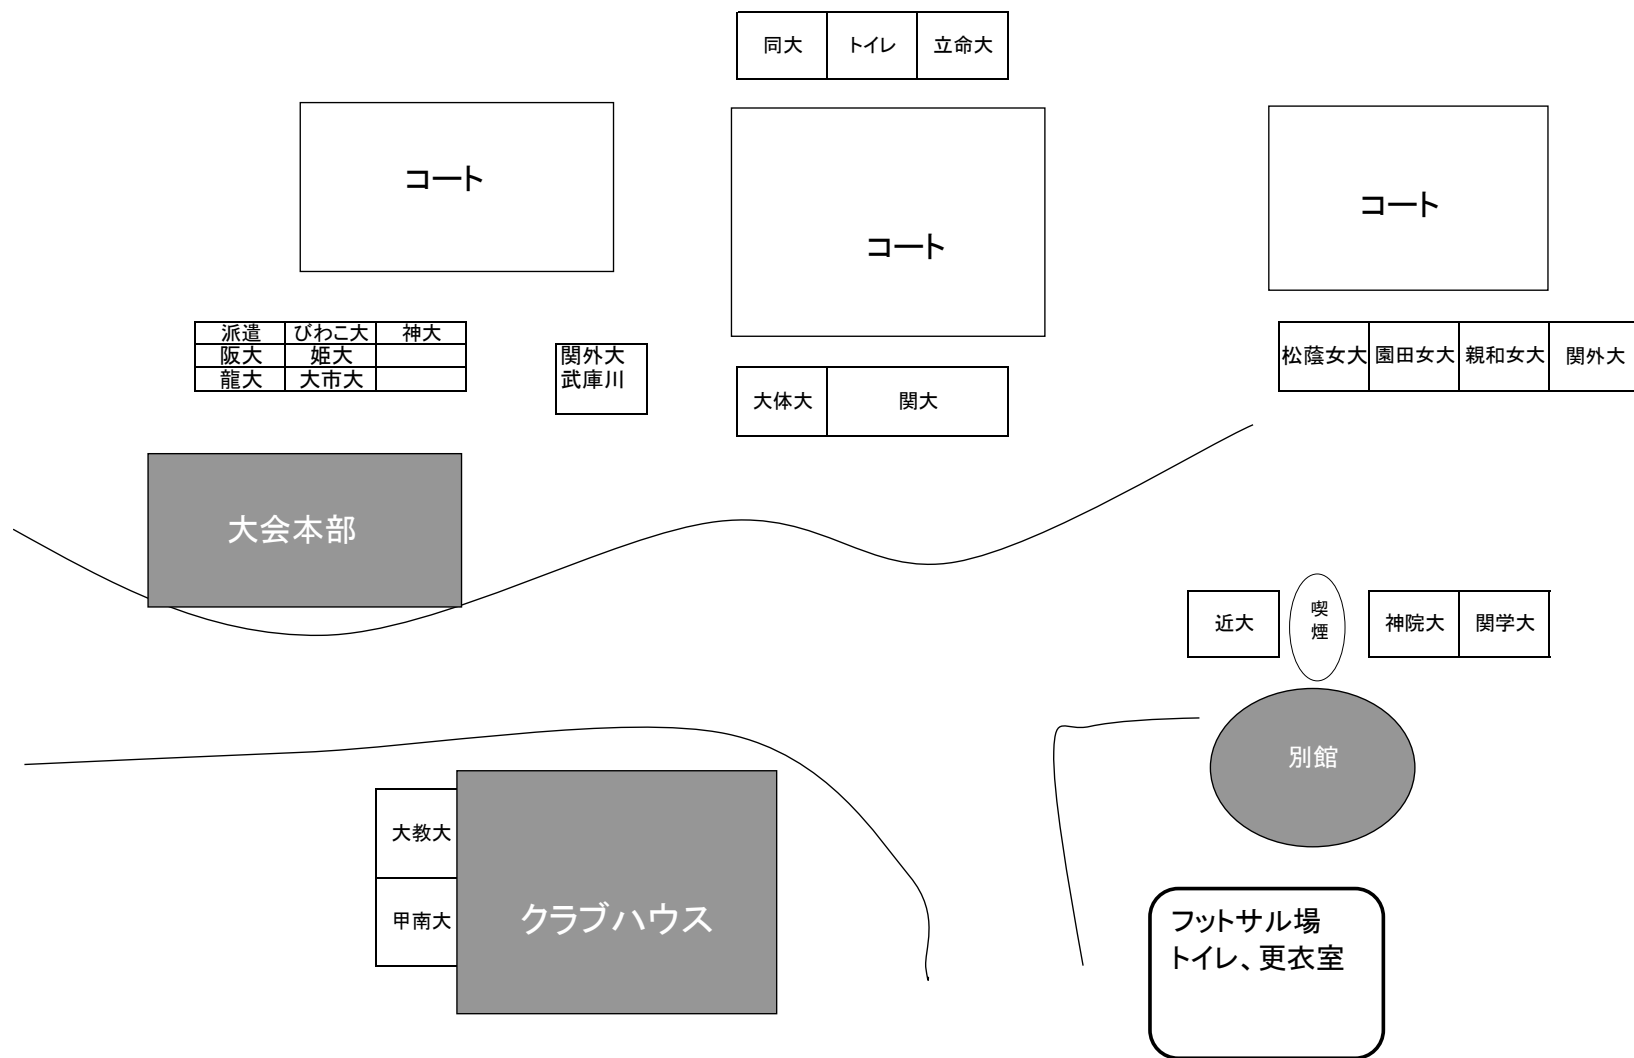 同大 トイレ 立命大
コート
コート
コート
派遣 びわこ大 神大
阪大 姫大
龍大 大市大
関外大
武庫川
大体大 関大
松蔭女大 園田女大 親和女大 関外大
大会本部
近大
喫
煙
神院大 関学大
別館
大教大
甲南大
クラブハウス
フットサル場
トイレ、更衣室